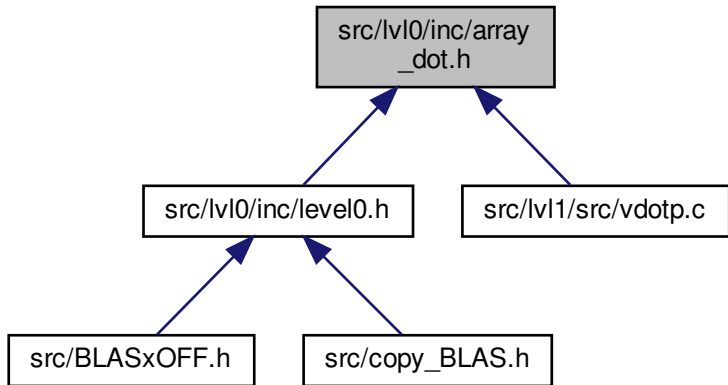 src/lvl0/inc/array
_dot.h
src/lvl0/inc/level0.h
src/lvl1/src/vdotp.c
src/BLASxOFF.h
src/copy_BLAS.h